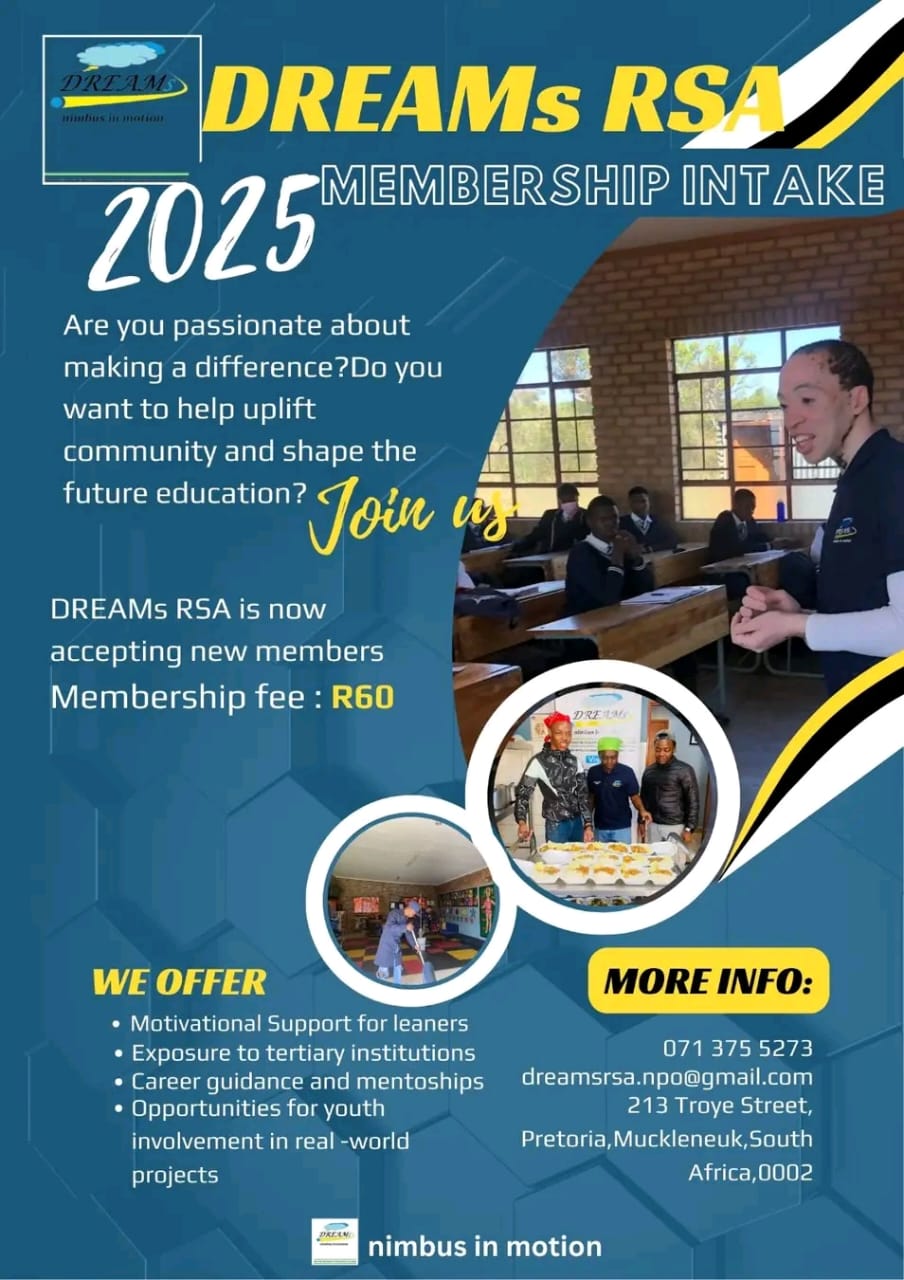 DREAMs
nimbus in motion
DREAMs RSA
MEMBERSHIP INTAKE
2025
Are you passionate about
making a difference?Do you
want to help uplift
community and shape the
future education?
Join us
DREAMs RSA is now
accepting new members
Membership fee : R60
DREAMs
WE OFFER
• Motivational Support for leaners
• Exposure to tertiary institutions
• Career guidance and mentoships
• Opportunities for youth
involvement in real -world
projects
MORE INFO:
071 375 5273
dreamsrsa.npo@gmail.com
213 Troye Street,
Pretoria,Muckleneuk,South
Africa,0002
DREAMs
nimbus in motion